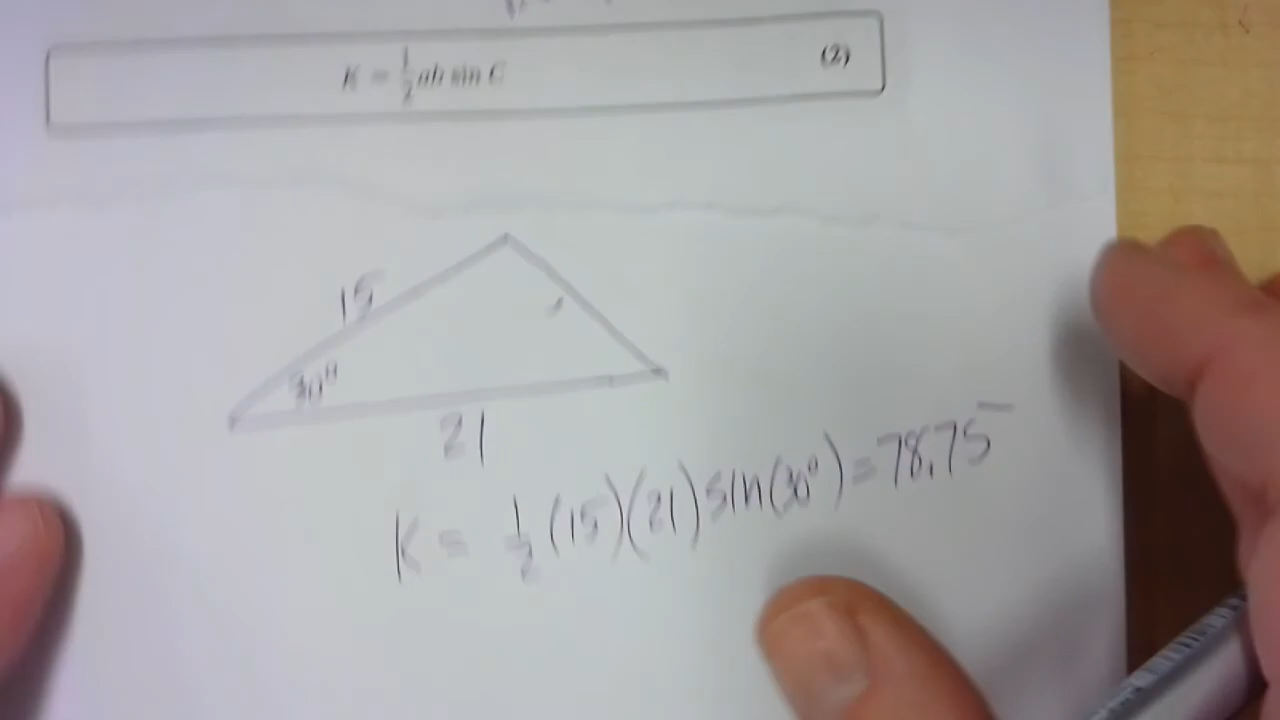 K = 1/2 ab sin C (2)
15
30°
21
K = 1/2 (15)(21) sin(30°) = 78.75